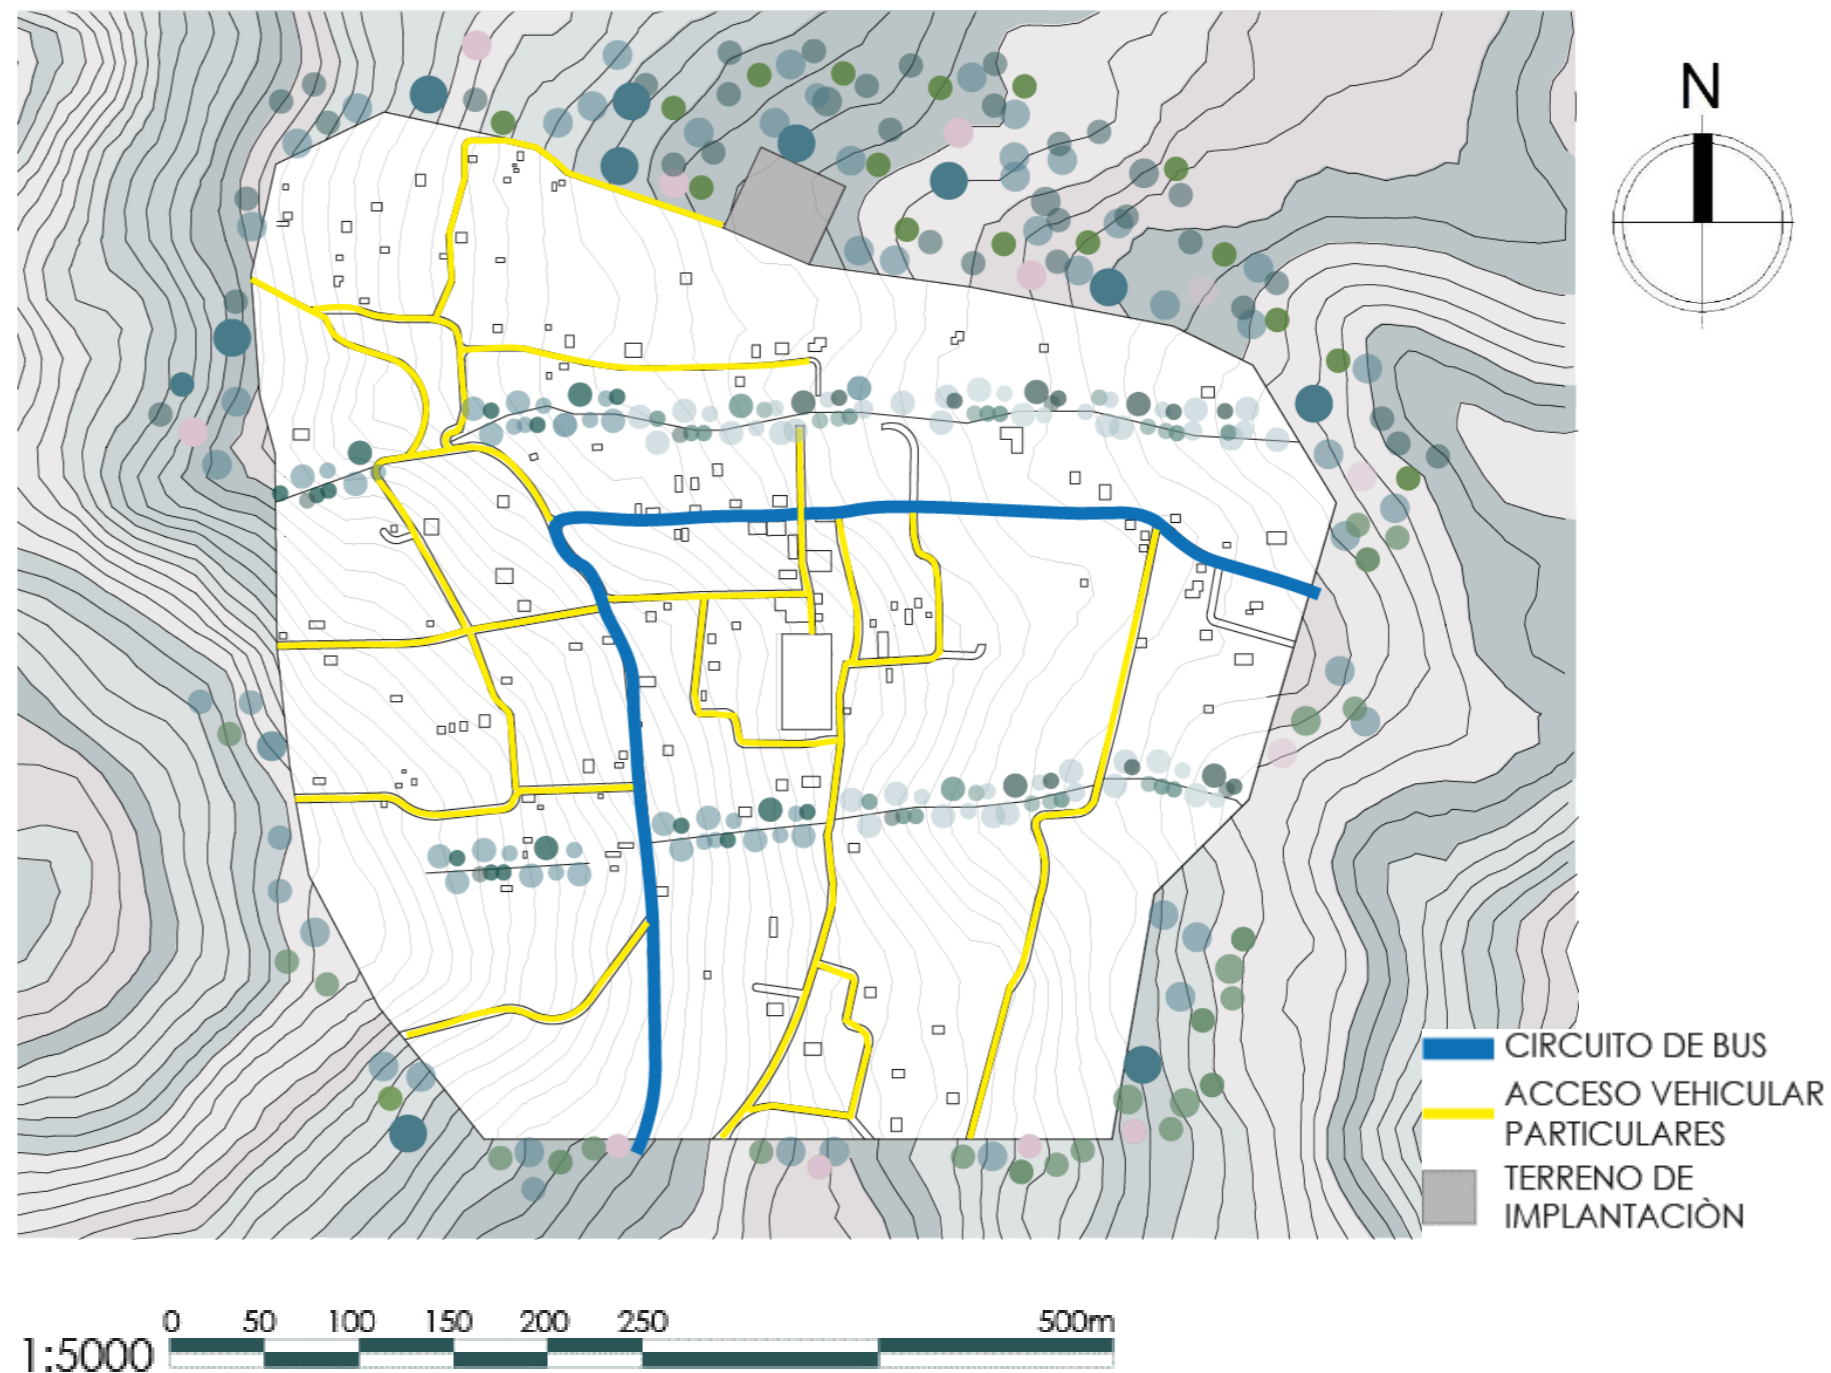 N
CIRCUITO DE BUS
ACCESO VEHICULAR
PARTICULARES
TERRENO DE
IMPLANTACIÒN
0 50 100 150 200 250 500m
1:5000